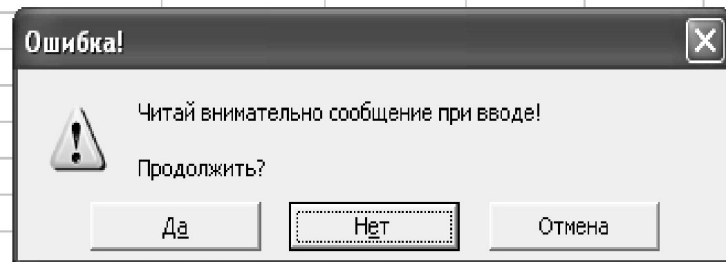 Ошибка!
Читай внимательно сообщение при вводе!
Продолжить?
Да Нет Отмена